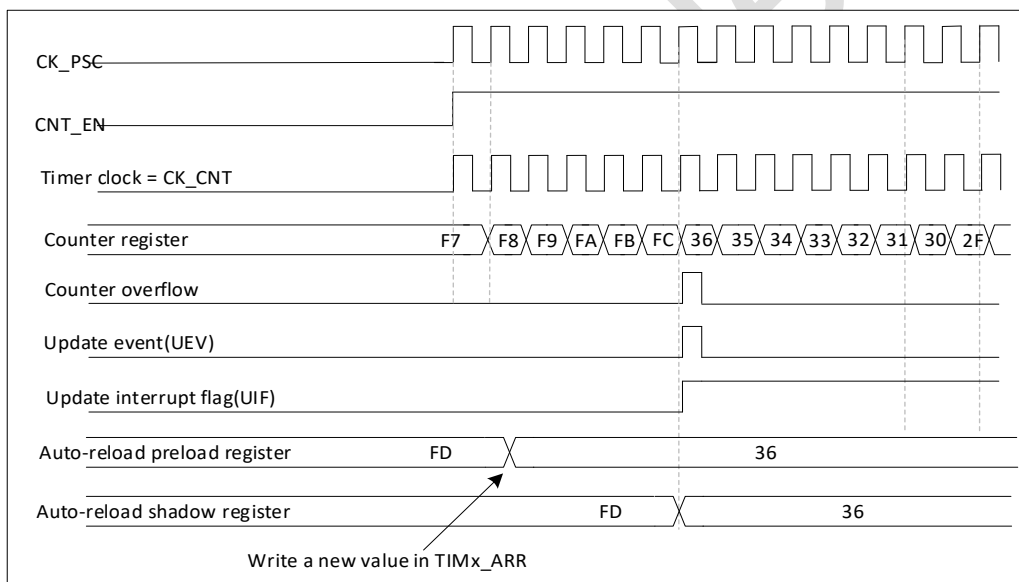 CK_PSC
CNT_EN
Timer clock = CK_CNT
Counter register F7 F8 F9 FA FB FC 36 35 34 33 32 31 30 2F
Counter overflow
Update event(UEV)
Update interrupt flag(UIF)
Auto-reload preload register FD 36
Auto-reload shadow register FD 36
Write a new value in TIMx_ARR